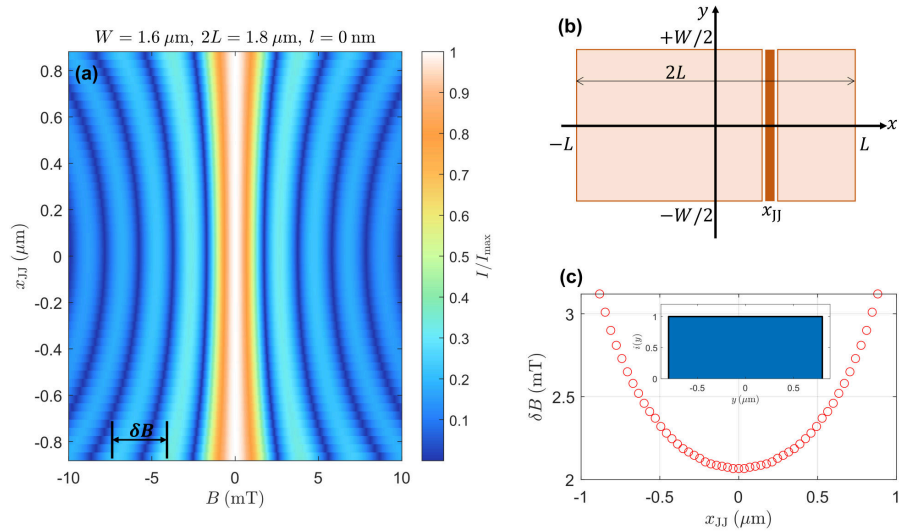 W = 1.6 μm, 2L = 1.8 μm, l = 0 nm
(a)
0.8
0.6
0.4
0.2
0
-0.2
-0.4
-0.6
-0.8
x_JJ (μm)
δB
-10
-5
0
5
10
B (mT)
1
0.9
0.8
0.7
0.6
0.5
0.4
0.3
0.2
0.1
I/I_max
(b)
y
+W/2
2L
x
−L
L
−W/2
x_JJ
(c)
3
2.5
2
δB (mT)
1
0.5
0
i(y)
-0.5
0
0.5
y (μm)
-1
-0.5
0
0.5
1
x_JJ (μm)